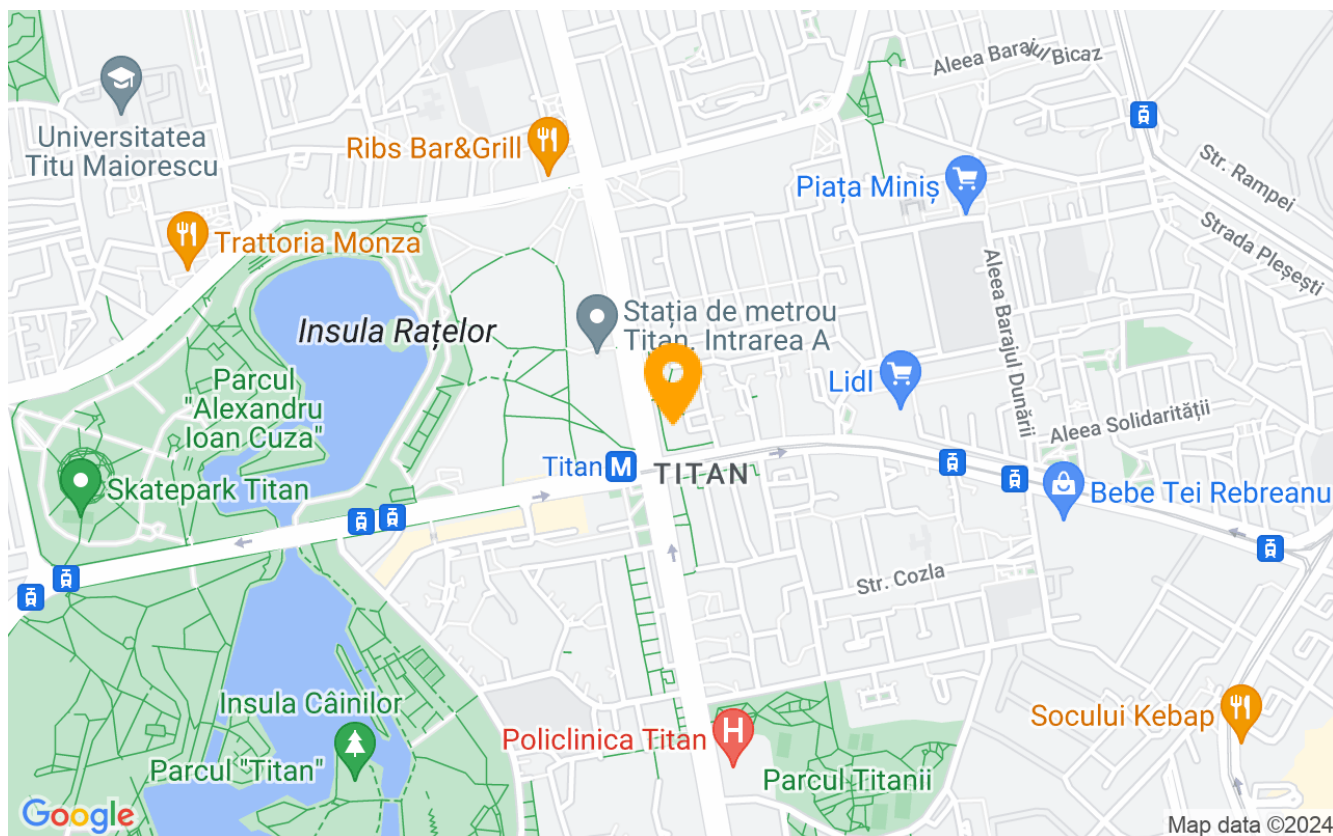 Aleea Barajul Bicaz
Universitatea
Titu Maiorescu
Ribs Bar&Grill
Str. Rampei
Piața Miniș
Trattoria Monza
Strada Pleșești
Aleea Barajul Dunării
Insula Rațelor
Stația de metrou
Titan. Intrarea A
Parcul
"Alexandru
Ioan Cuza"
Lidl
Aleea Solidarității
Titan M
TITAN
Skatepark Titan
Bebe Tei Rebreanu
Str. Cozla
Insula Câinilor
Socului Kebap
Policlinica Titan H
Parcul "Titan"
Parcul Titanii
Google
Map data ©2024